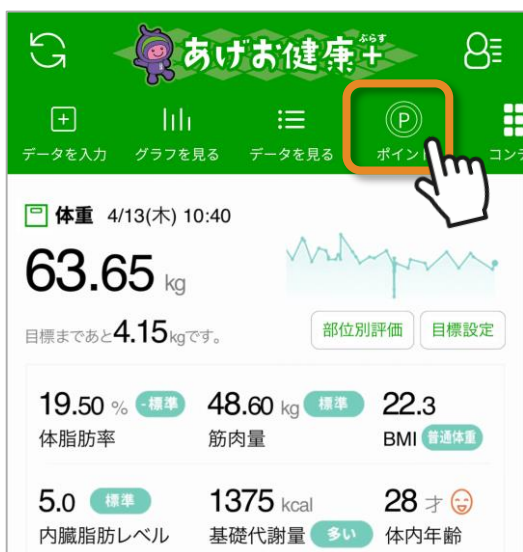 あげお健康+
ぷらす
データを入力 グラフを見る データを見る ポイン コンテ
P
体重 4/13(木) 10:40
63.65 kg
目標まであと4.15kgです。
部位別評価 目標設定
19.50 % -標準 48.60 kg 標準 22.3
体脂肪率 筋肉量 BMI 普通体重
5.0 標準 1375 kcal 28 才
内臓脂肪レベル 基礎代謝量 多い 体内年齢